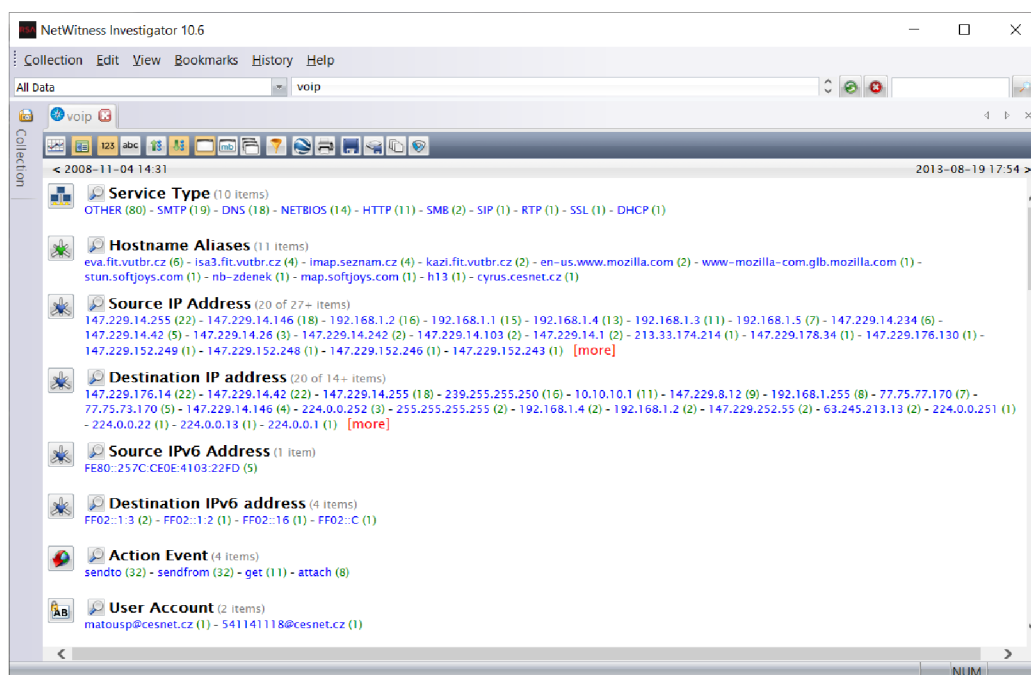 RSA NetWitness Investigator 10.6
Collection Edit View Bookmarks History Help
All Data voip
voip
Collection
123 abc mb
< 2008-11-04 14:31 2013-08-19 17:54 >
Service Type (10 items)
OTHER (80) - SMTP (19) - DNS (18) - NETBIOS (14) - HTTP (11) - SMB (2) - SIP (1) - RTP (1) - SSL (1) - DHCP (1)
Hostname Aliases (11 items)
eva.fit.vutbr.cz (6) - isa3.fit.vutbr.cz (4) - imap.seznam.cz (4) - kazi.fit.vutbr.cz (2) - en-us.www.mozilla.com (2) - www-mozilla-com.glb.mozilla.com (1) -
stun.softjoys.com (1) - nb-zdenek (1) - map.softjoys.com (1) - h13 (1) - cyrus.cesnet.cz (1)
Source IP Address (20 of 27+ items)
147.229.14.255 (22) - 147.229.14.146 (18) - 192.168.1.2 (16) - 192.168.1.1 (15) - 192.168.1.4 (13) - 192.168.1.3 (11) - 192.168.1.5 (7) - 147.229.14.234 (6) -
147.229.14.42 (5) - 147.229.14.26 (3) - 147.229.14.242 (2) - 147.229.14.103 (2) - 147.229.14.1 (2) - 213.33.174.214 (1) - 147.229.178.34 (1) - 147.229.176.130 (1) -
147.229.152.249 (1) - 147.229.152.248 (1) - 147.229.152.246 (1) - 147.229.152.243 (1) [more]
Destination IP address (20 of 14+ items)
147.229.176.14 (22) - 147.229.14.42 (22) - 147.229.14.255 (18) - 239.255.255.250 (16) - 10.10.10.1 (11) - 147.229.8.12 (9) - 192.168.1.255 (8) - 77.75.77.170 (7) -
77.75.73.170 (5) - 147.229.14.146 (4) - 224.0.0.252 (3) - 255.255.255.255 (2) - 192.168.1.4 (2) - 192.168.1.2 (2) - 147.229.252.55 (2) - 63.245.213.13 (2) - 224.0.0.251 (1)
- 224.0.0.22 (1) - 224.0.0.13 (1) - 224.0.0.1 (1) [more]
Source IPv6 Address (1 item)
FE80::257C:CE0E:4103:22FD (5)
Destination IPv6 address (4 items)
FF02::1:3 (2) - FF02::1:2 (1) - FF02::16 (1) - FF02::C (1)
Action Event (4 items)
sendto (32) - sendfrom (32) - get (11) - attach (8)
AB
User Account (2 items)
matousp@cesnet.cz (1) - 541141118@cesnet.cz (1)
NUM